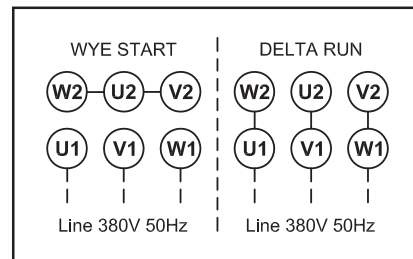 WYE START
W2 U2 V2
U1 V1 W1
Line 380V 50Hz
DELTA RUN
W2 U2 V2
U1 V1 W1
Line 380V 50Hz